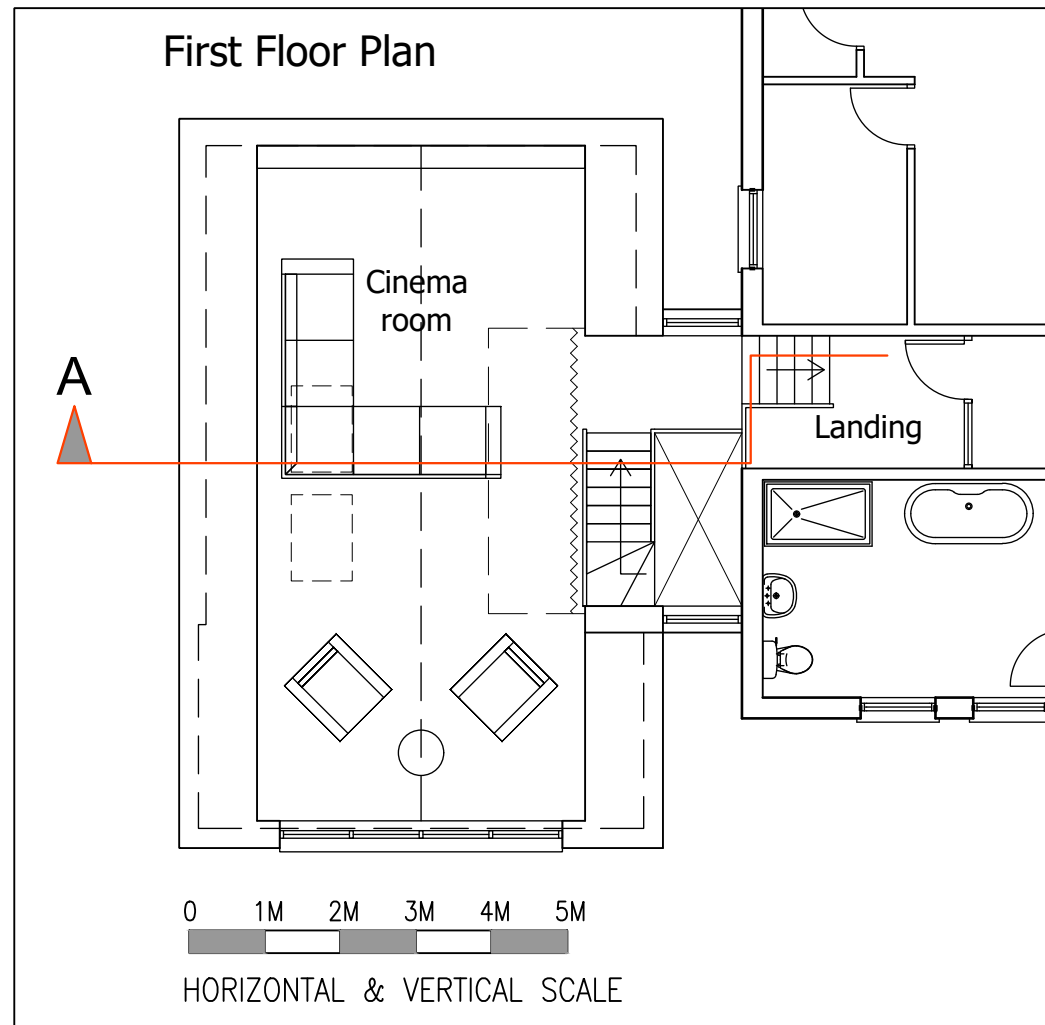 First Floor Plan
Cinema
room
A
Landing
0 1M 2M 3M 4M 5M
HORIZONTAL & VERTICAL SCALE